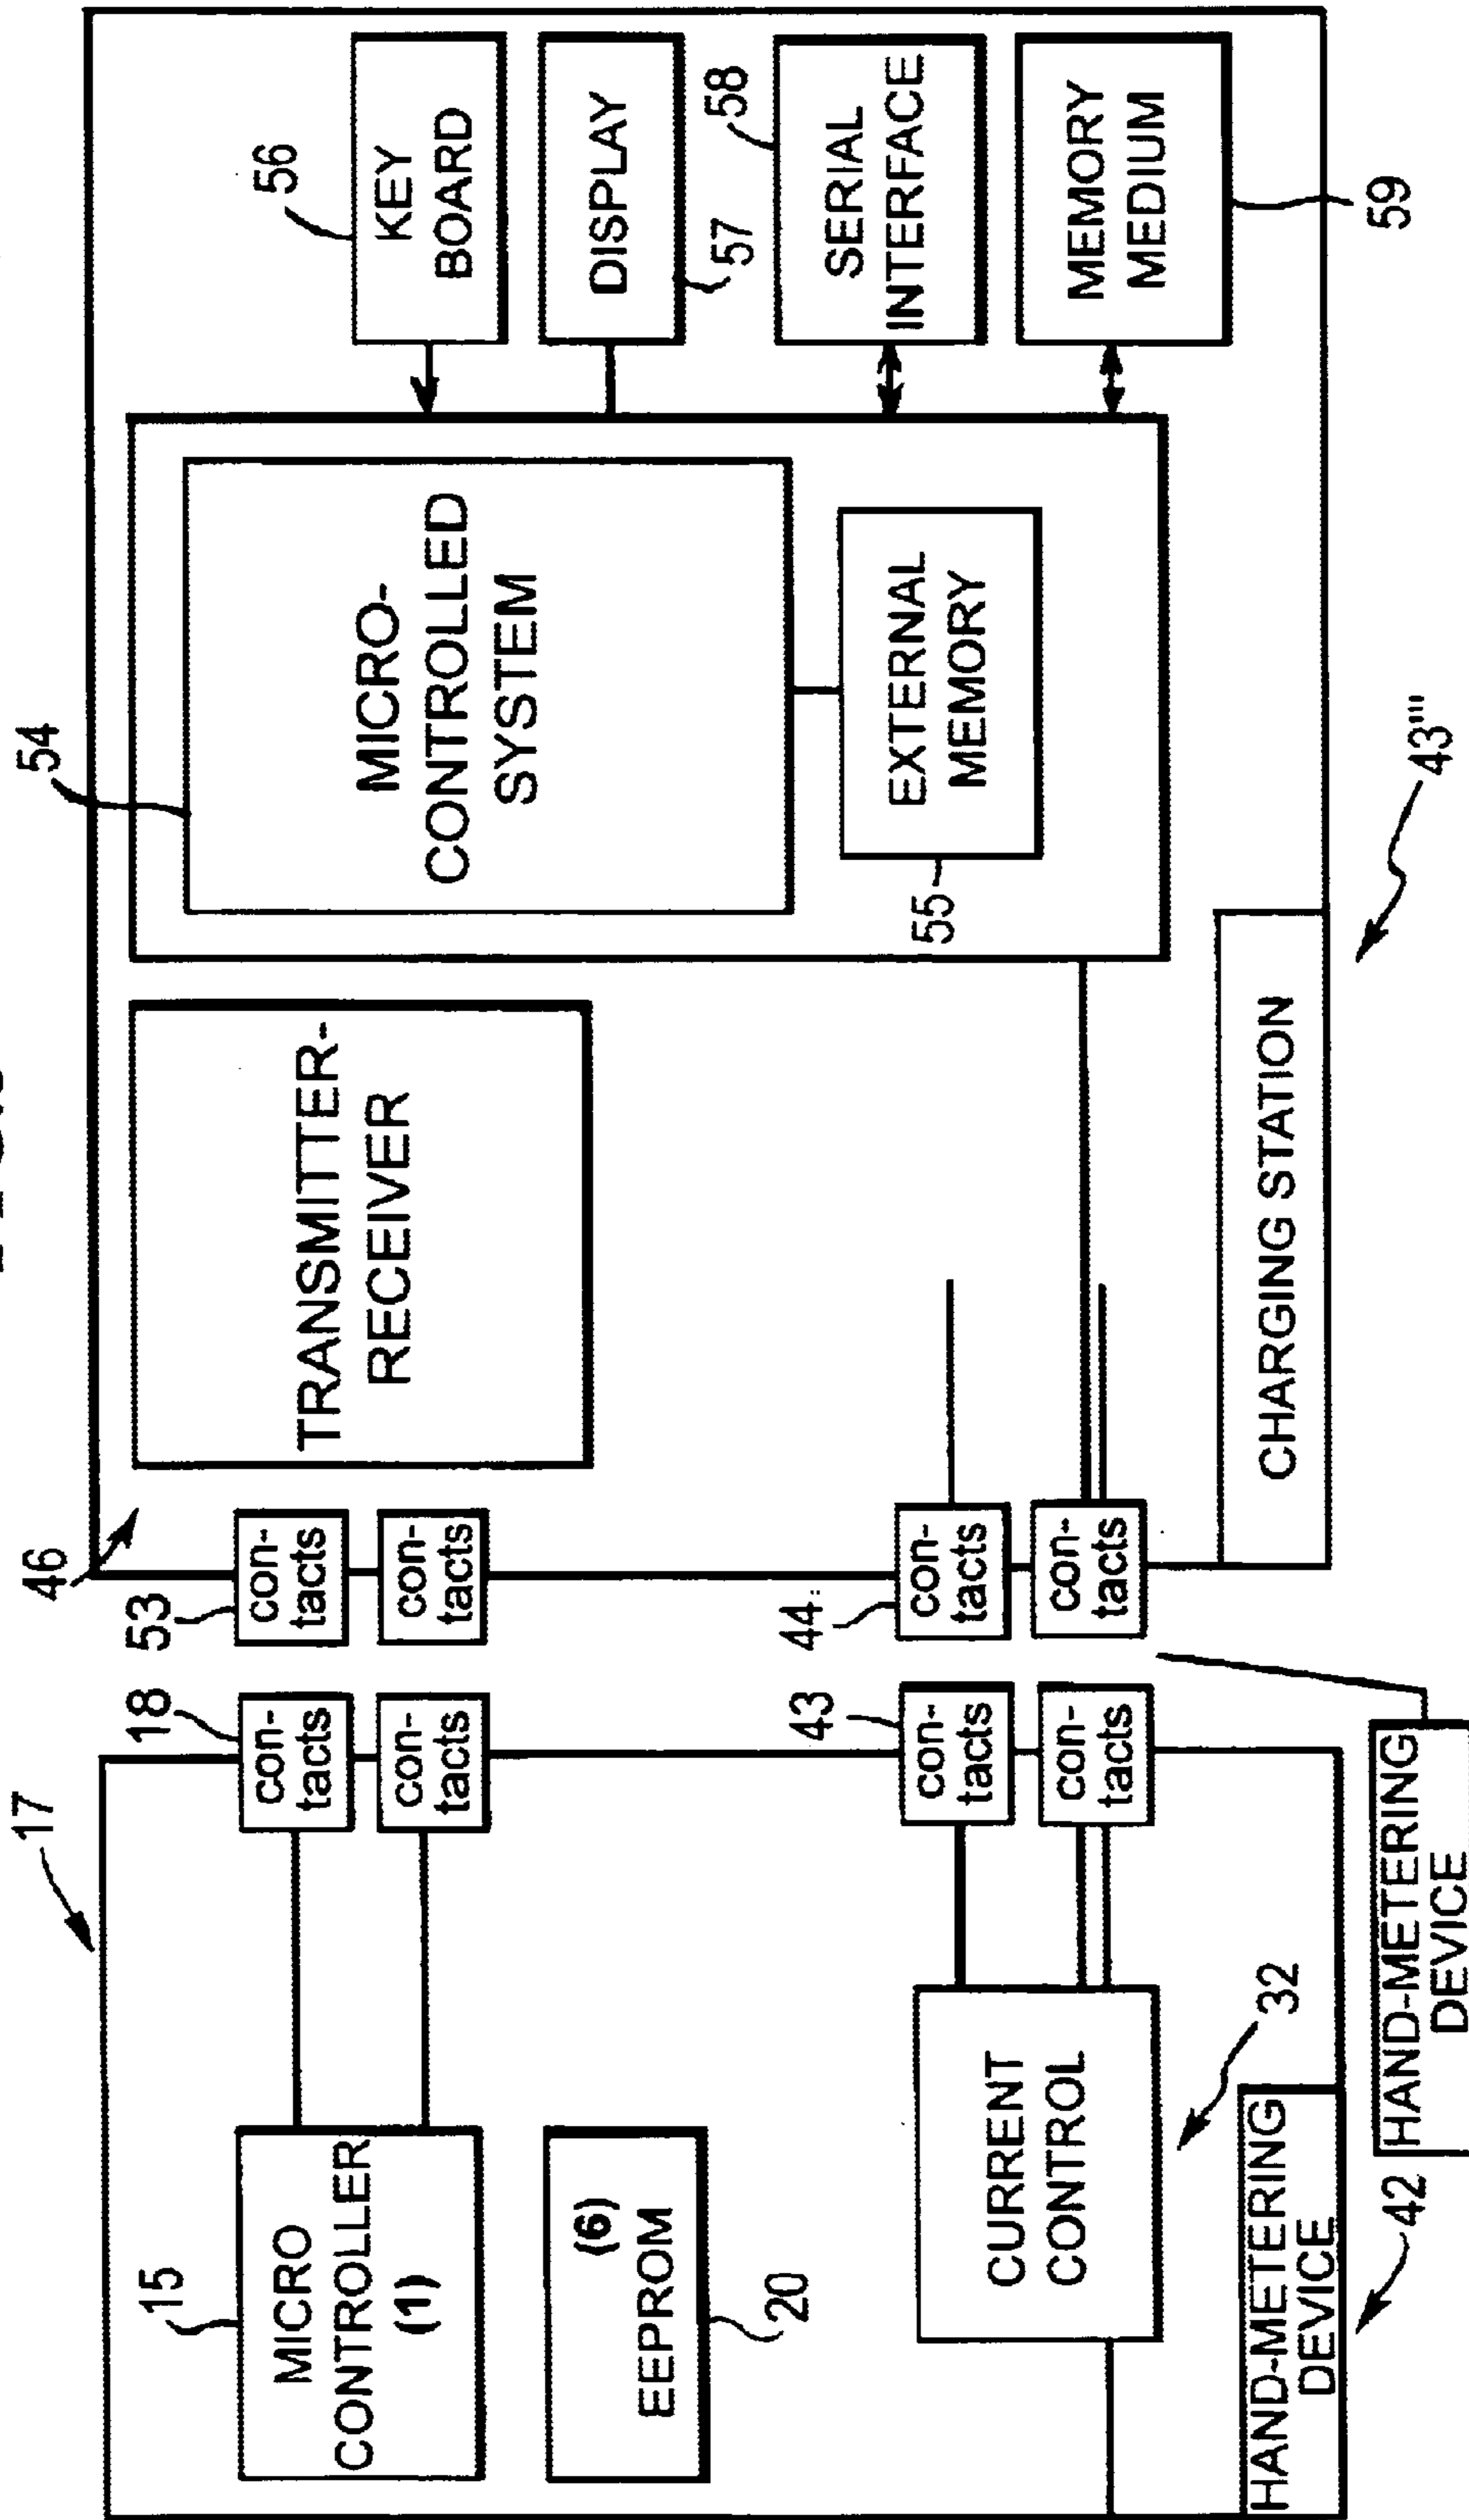 17
15
MICRO
CONTROLLER
(1)
18
con-
tacts
con-
tacts
(6)
EEPROM
20
CURRENT
CONTROL
32
43
con-
tacts
con-
tacts
HAND-METERING
DEVICE
42
HAND-METERING
DEVICE
46
53
con-
tacts
con-
tacts
44
con-
tacts
con-
tacts
TRANSMITTER-
RECEIVER
CHARGING STATION
43'''
54
MICRO-
CONTROLLED
SYSTEM
55
EXTERNAL
MEMORY
56
KEY
BOARD
DISPLAY
57
58
SERIAL
INTERFACE
MEMORY
MEDIUM
59